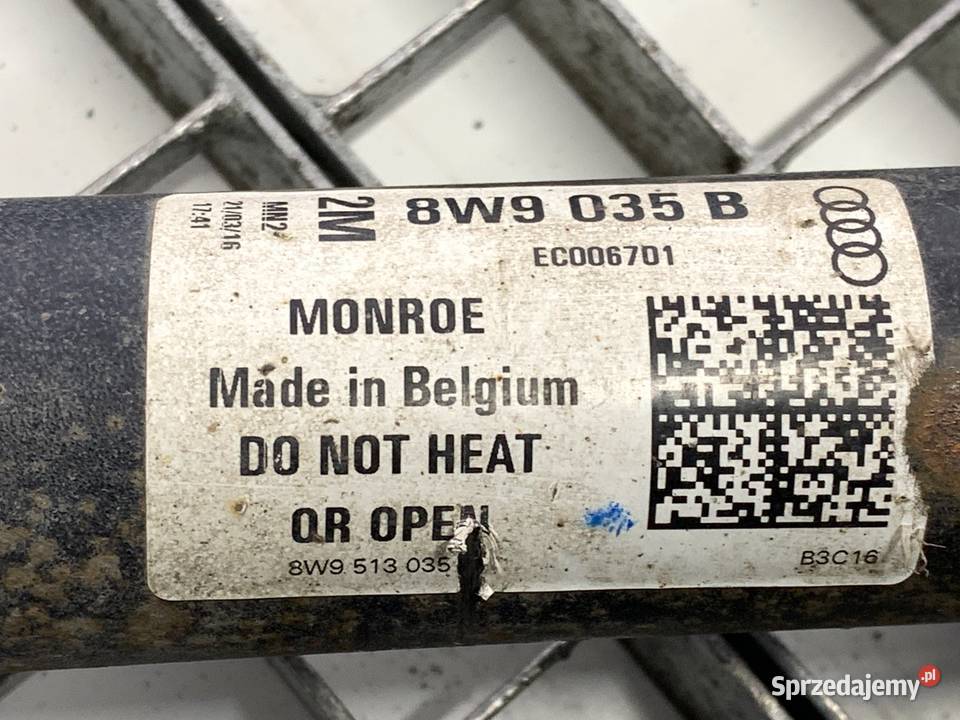 MN2
21/03/16
17:41
2M
8W9 035 B
EC006701
MONROE
Made in Belgium
DO NOT HEAT
OR OPEN
8W9 513 035
B3C16
Sprzedajemy.pl